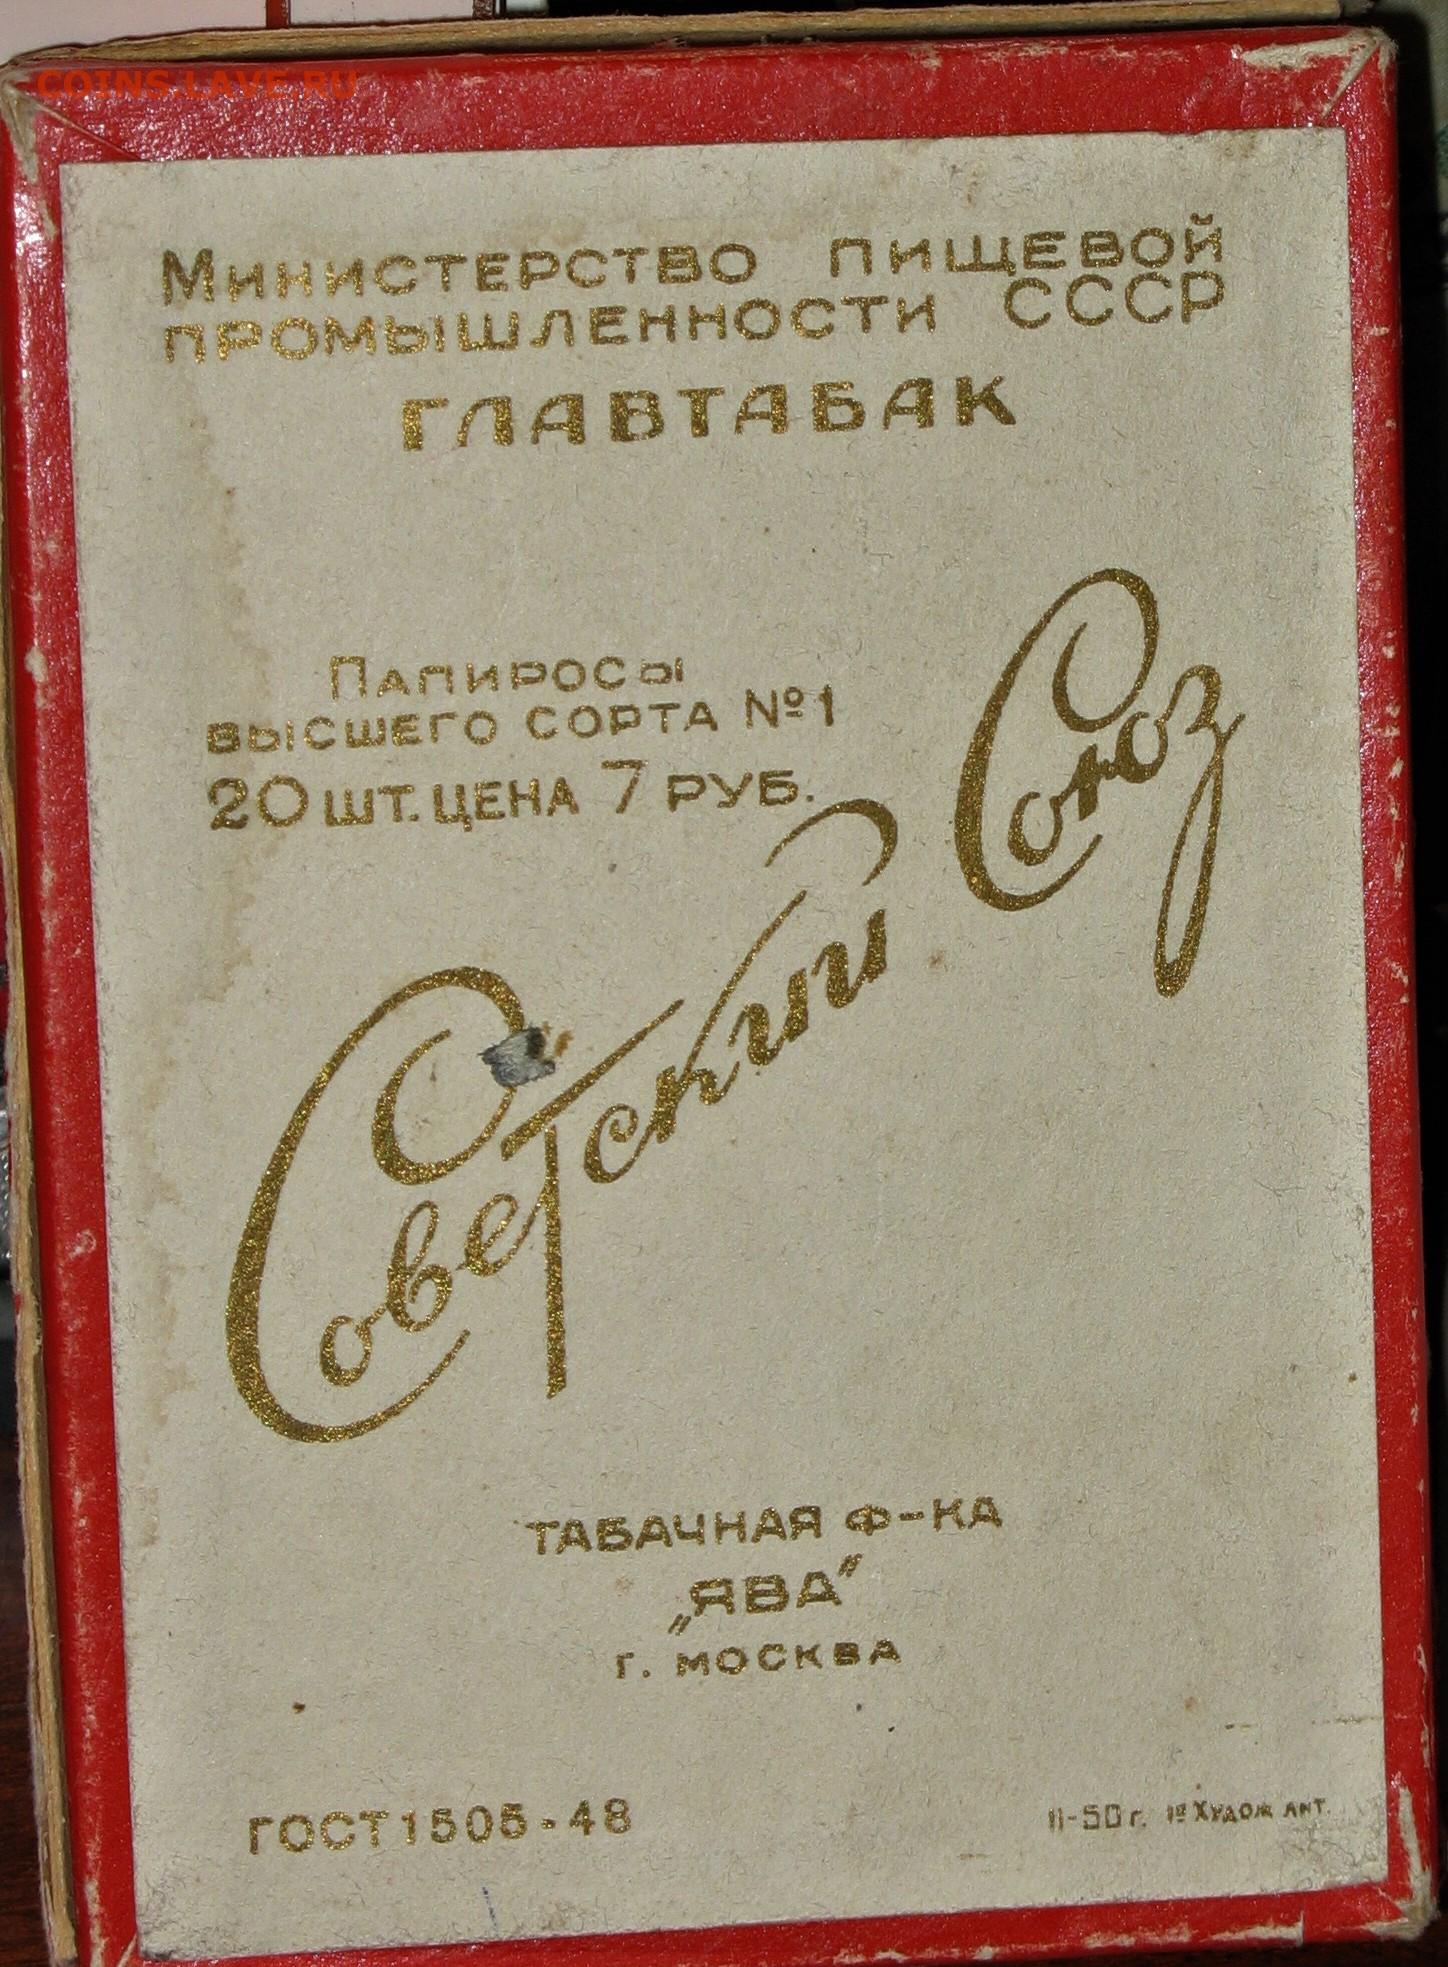 COINS.LAVE.RU
Министерство пищевой
промышленности СССР
ГЛАВТАБАК
Папиросы
высшего сорта №1
20 шт. цена 7 руб.
Советский Союз
табачная ф-ка
„ЯВА"
г. Москва
ГОСТ 1505-48
II-50 г. 1я Худож лит.